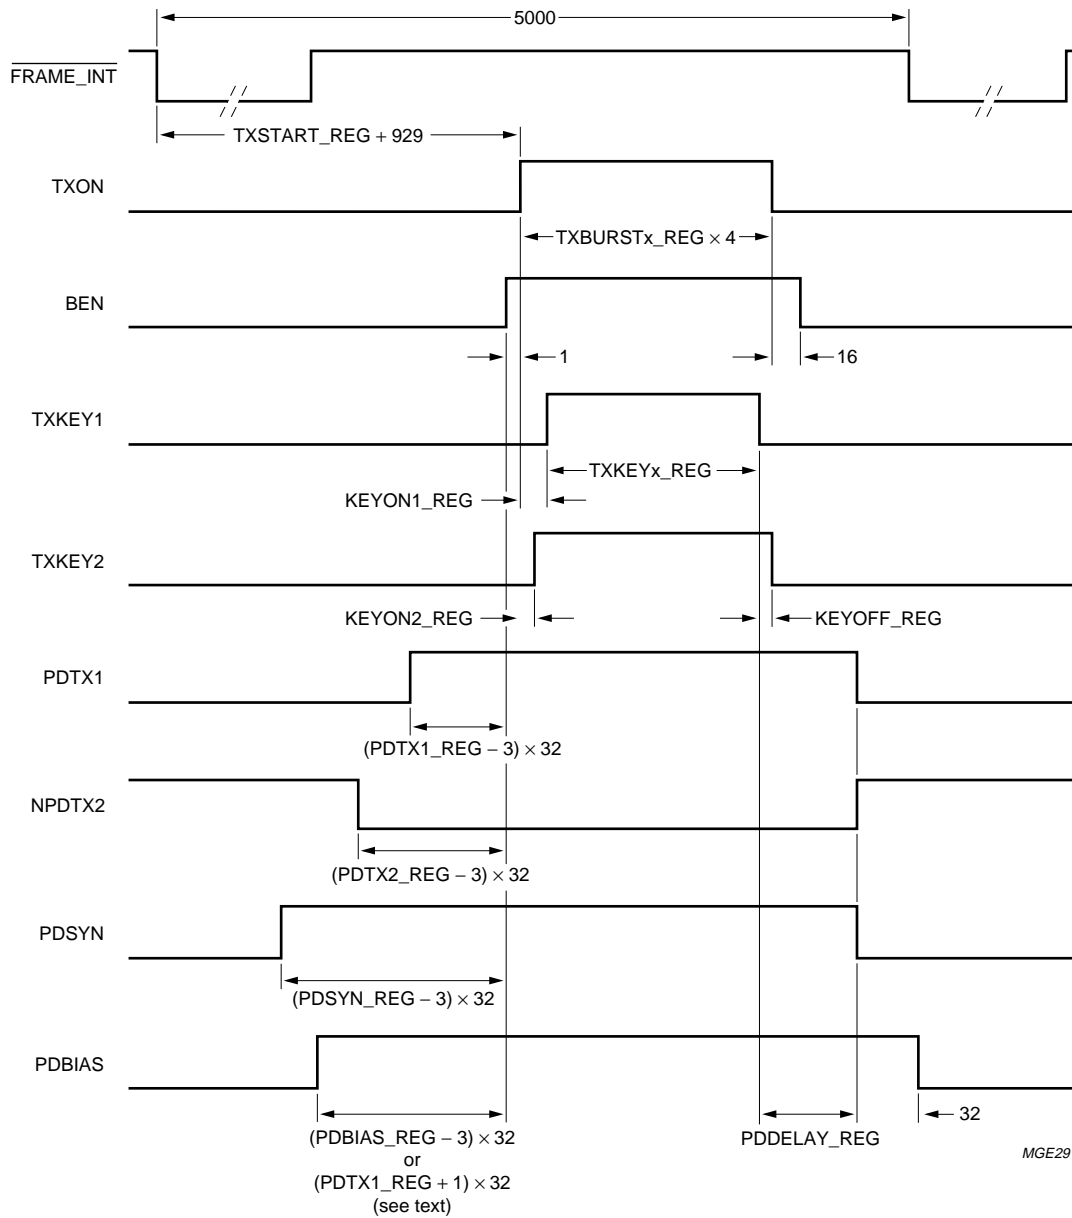 5000
FRAME_INT
TXSTART_REG + 929
TXON
TXBURSTx_REG × 4
BEN
1
16
TXKEY1
TXKEYx_REG
KEYON1_REG
TXKEY2
KEYON2_REG
KEYOFF_REG
PDTX1
(PDTX1_REG − 3) × 32
NPDTX2
(PDTX2_REG − 3) × 32
PDSYN
(PDSYN_REG − 3) × 32
PDBIAS
32
(PDBIAS_REG − 3) × 32
or
(PDTX1_REG + 1) × 32
(see text)
PDDELAY_REG
MGE29